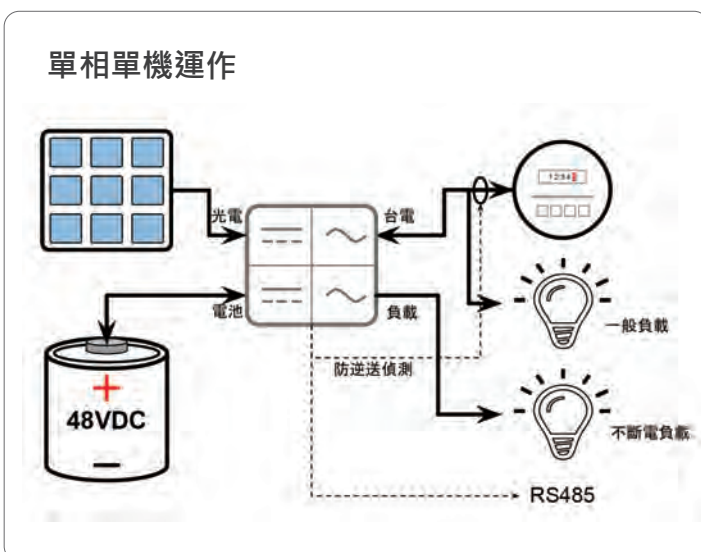 單相單機運作
光電
台電
電池
負載
防逆送偵測
一般負載
不斷電負載
+
48VDC
—
RS485